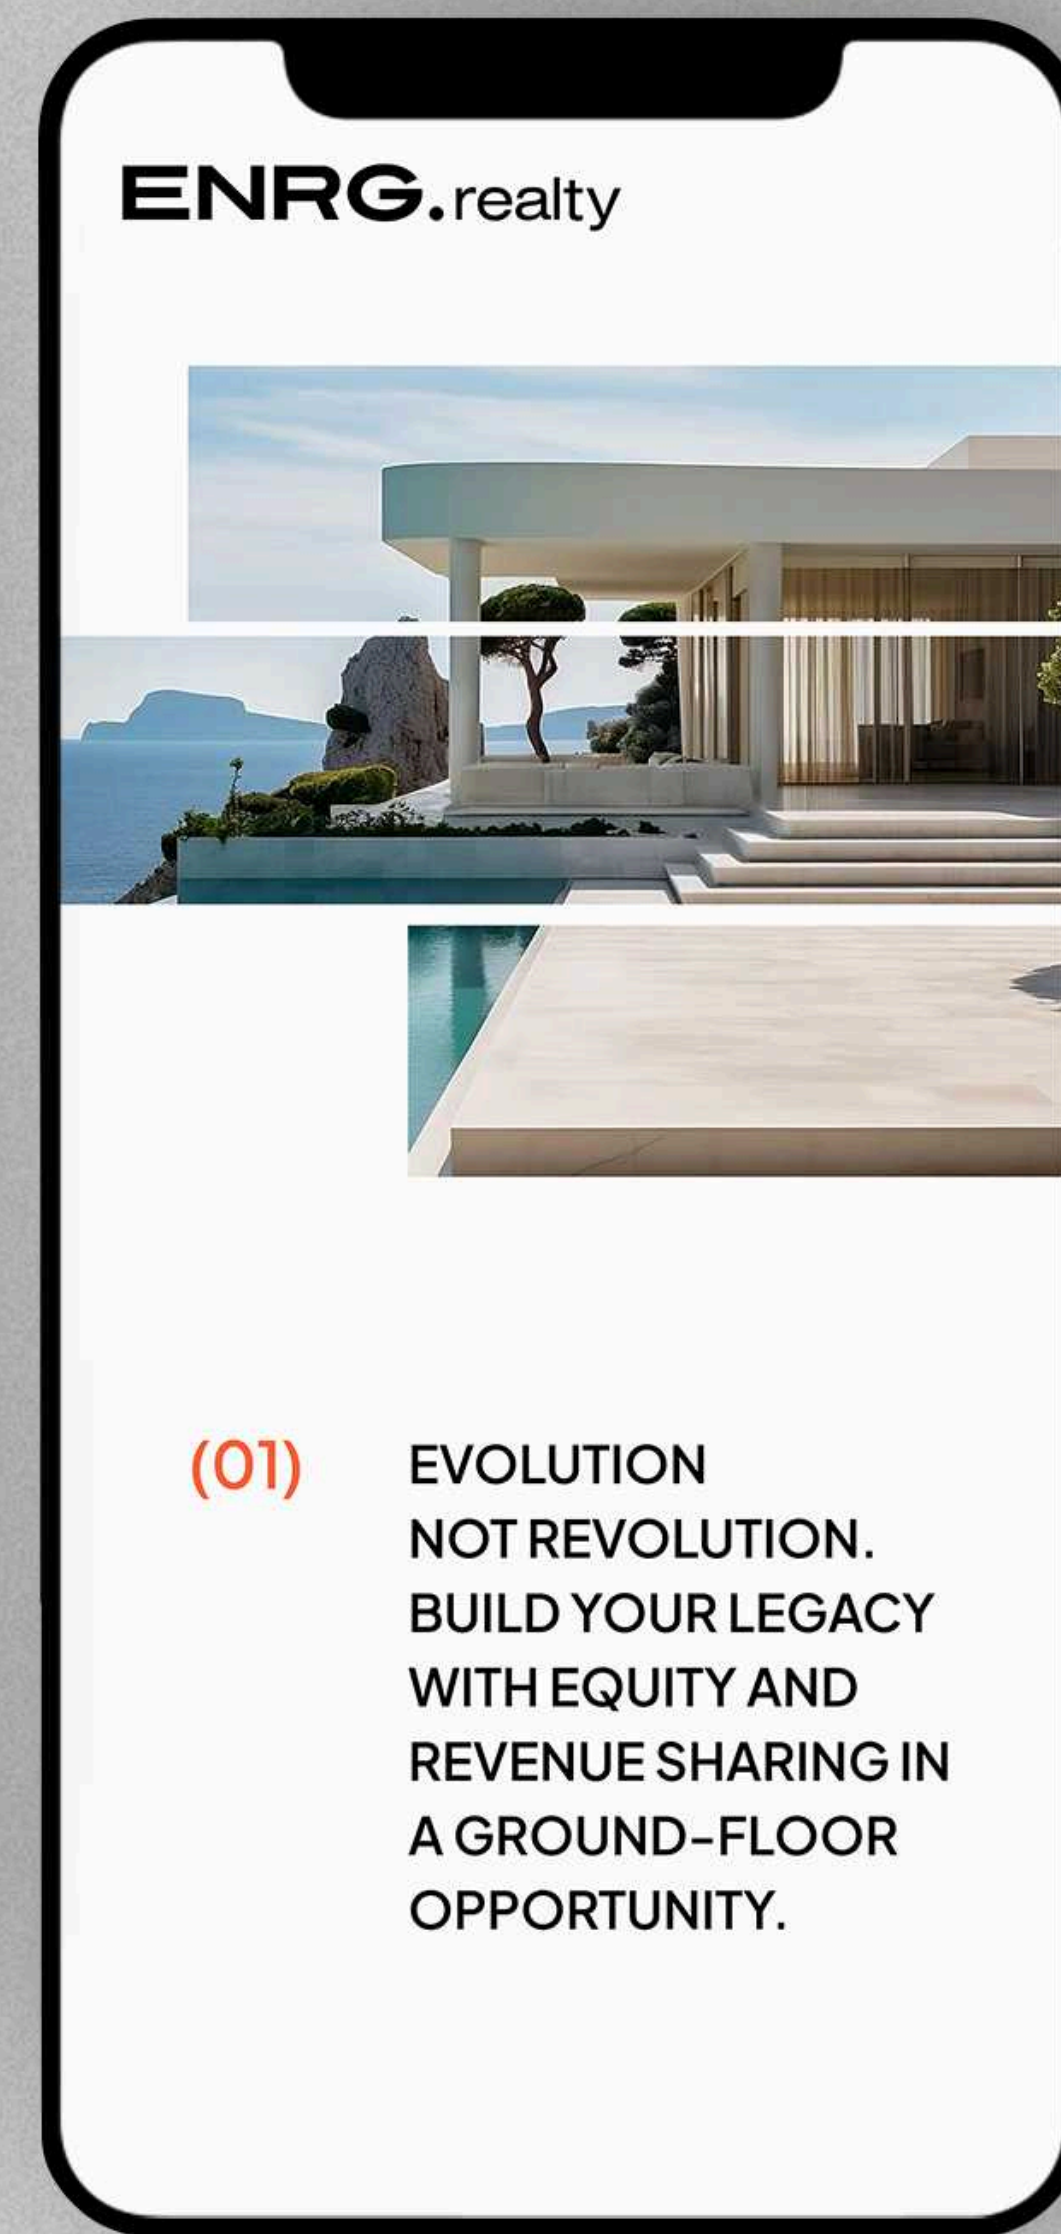 ENRG.realty
(01)
EVOLUTION
NOT REVOLUTION.
BUILD YOUR LEGACY
WITH EQUITY AND
REVENUE SHARING IN
A GROUND-FLOOR
OPPORTUNITY.